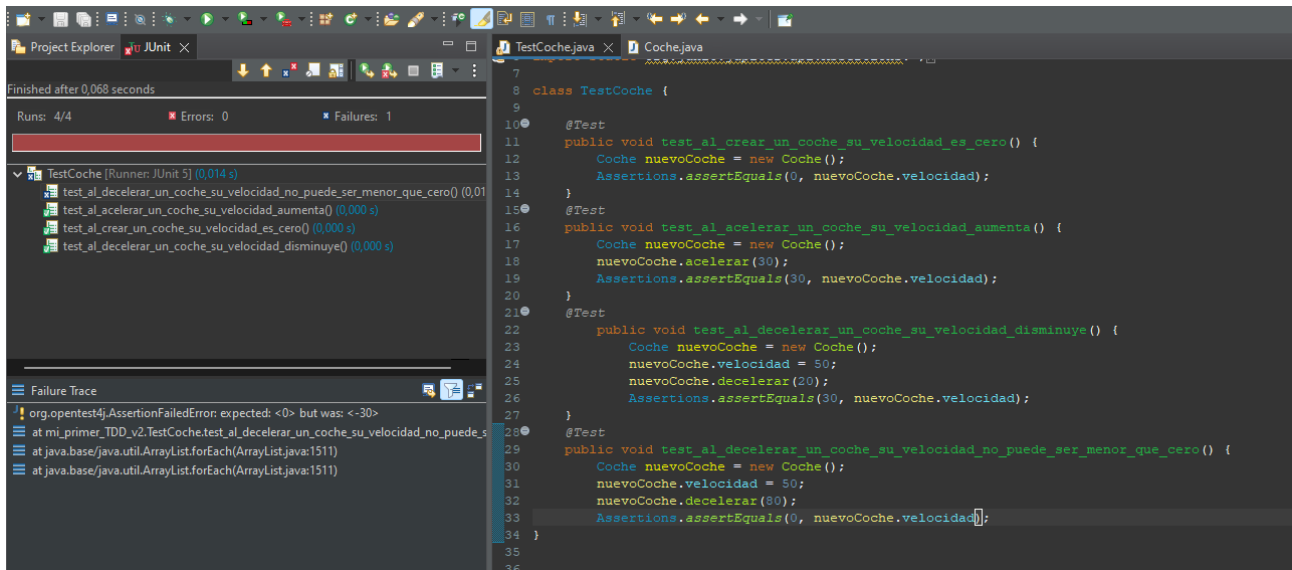 Project Explorer JUnit
Finished after 0,068 seconds
Runs: 4/4 Errors: 0 Failures: 1
TestCoche [Runner: JUnit 5] (0,014 s)
test_al_decelerar_un_coche_su_velocidad_no_puede_ser_menor_que_cero() (0,01
test_al_acelerar_un_coche_su_velocidad_aumenta() (0,000 s)
test_al_crear_un_coche_su_velocidad_es_cero() (0,000 s)
test_al_decelerar_un_coche_su_velocidad_disminuye() (0,000 s)
Failure Trace
org.opentest4j.AssertionFailedError: expected: <0> but was: <-30>
at mi_primer_TDD_v2.TestCoche.test_al_decelerar_un_coche_su_velocidad_no_puede_s
at java.base/java.util.ArrayList.forEach(ArrayList.java:1511)
at java.base/java.util.ArrayList.forEach(ArrayList.java:1511)
TestCoche.java Coche.java
7
8 class TestCoche {
9
10 @Test
11 public void test_al_crear_un_coche_su_velocidad_es_cero() {
12 Coche nuevoCoche = new Coche();
13 Assertions.assertEquals(0, nuevoCoche.velocidad);
14 }
15 @Test
16 public void test_al_acelerar_un_coche_su_velocidad_aumenta() {
17 Coche nuevoCoche = new Coche();
18 nuevoCoche.acelerar(30);
19 Assertions.assertEquals(30, nuevoCoche.velocidad);
20 }
21 @Test
22 public void test_al_decelerar_un_coche_su_velocidad_disminuye() {
23 Coche nuevoCoche = new Coche();
24 nuevoCoche.velocidad = 50;
25 nuevoCoche.decelerar(20);
26 Assertions.assertEquals(30, nuevoCoche.velocidad);
27 }
28 @Test
29 public void test_al_decelerar_un_coche_su_velocidad_no_puede_ser_menor_que_cero() {
30 Coche nuevoCoche = new Coche();
31 nuevoCoche.velocidad = 50;
32 nuevoCoche.decelerar(80);
33 Assertions.assertEquals(0, nuevoCoche.velocidad);
34 }
35
36